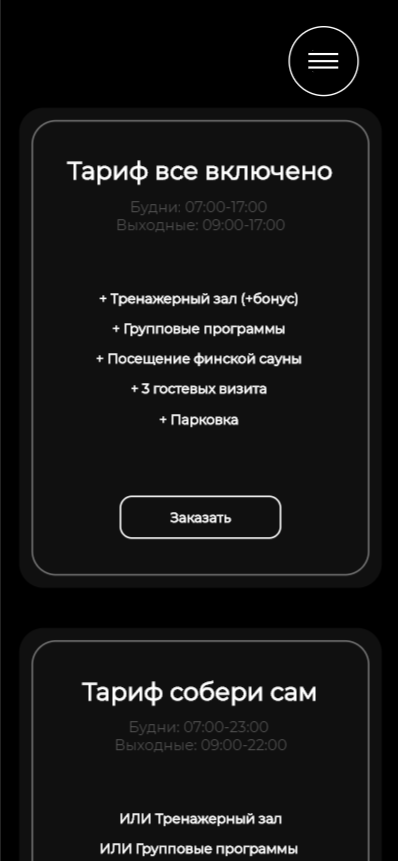 Тариф все включено
Будни: 07:00-17:00
Выходные: 09:00-17:00
+ Тренажерный зал (+бонус)
+ Групповые программы
+ Посещение финской сауны
+ 3 гостевых визита
+ Парковка
Заказать
Тариф собери сам
Будни: 07:00-23:00
Выходные: 09:00-22:00
ИЛИ Тренажерный зал
ИЛИ Групповые программы